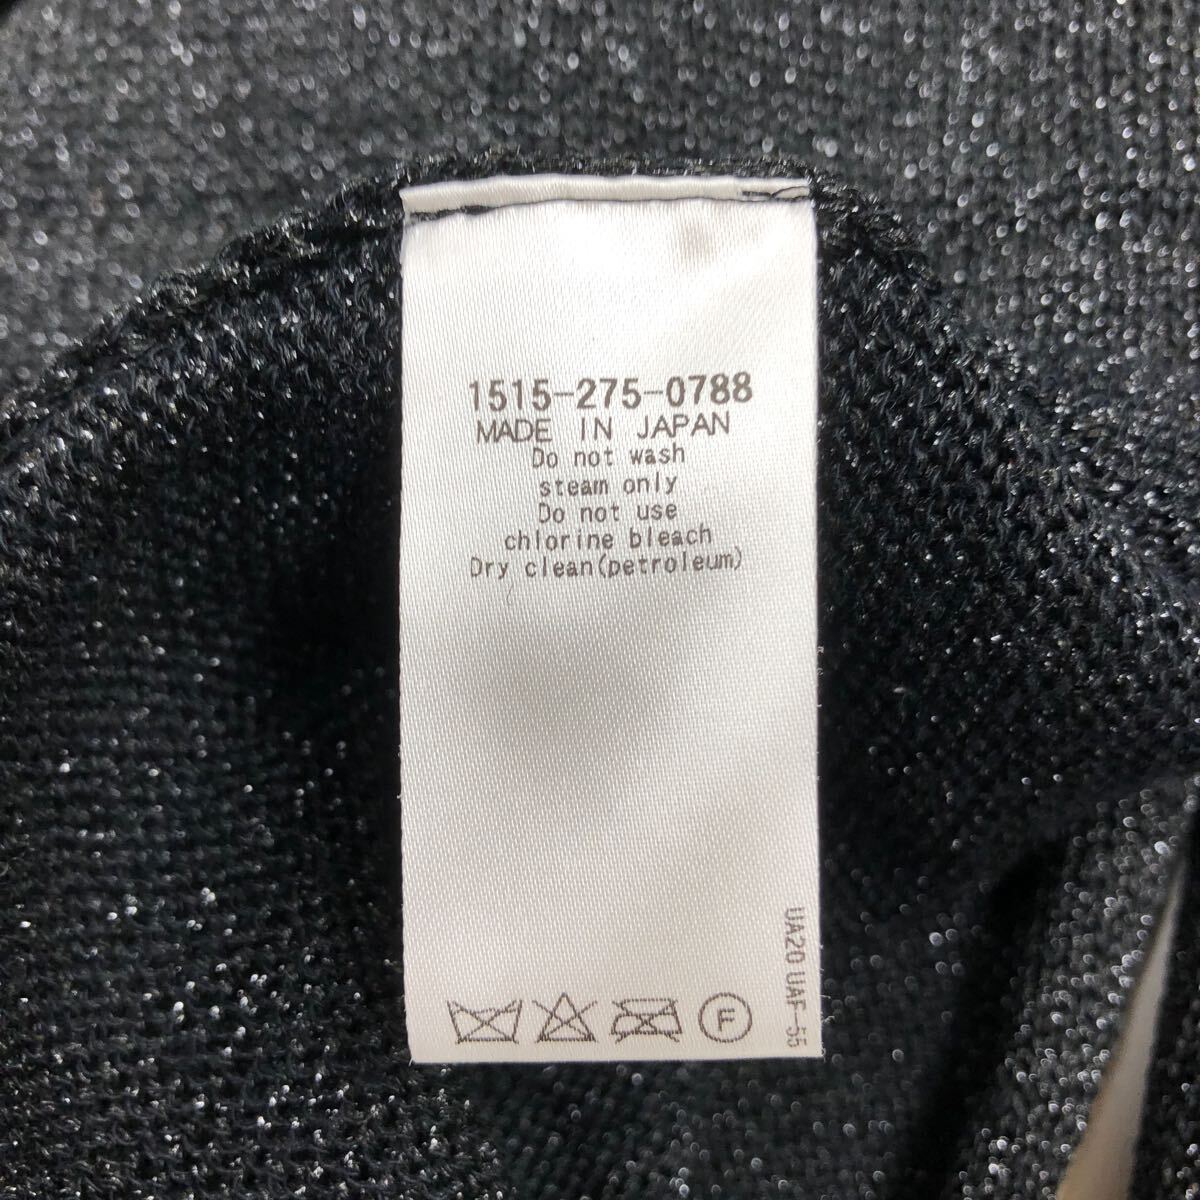 1515-275-0788
MADE IN JAPAN
Do not wash
steam only
Do not use
chlorine bleach
Dry clean(petroleum)
F
UA20 UAF-55